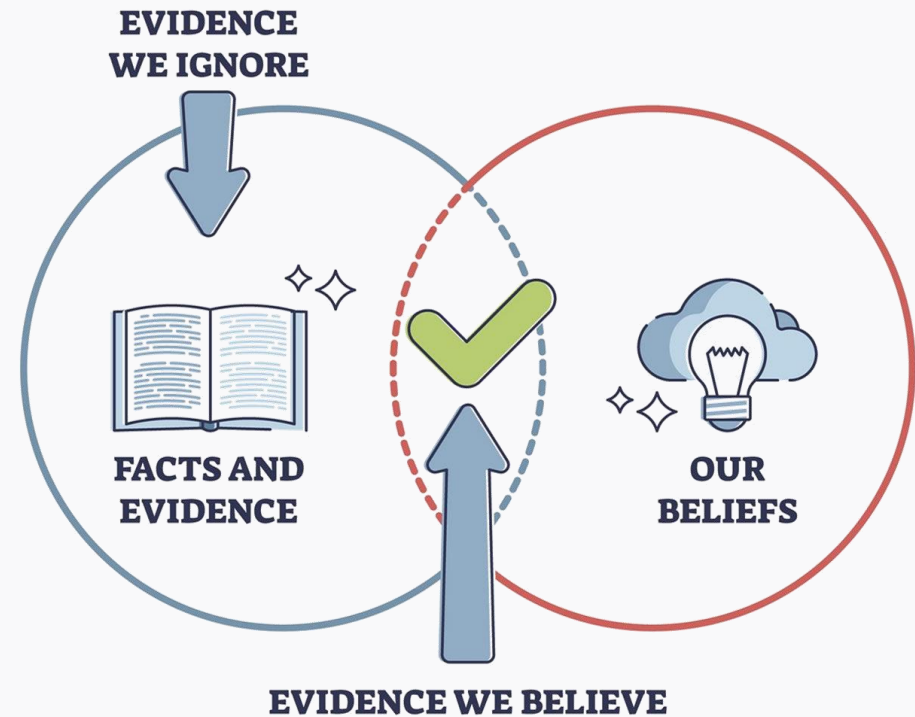 EVIDENCE
WE IGNORE
FACTS AND
EVIDENCE
OUR
BELIEFS
EVIDENCE WE BELIEVE